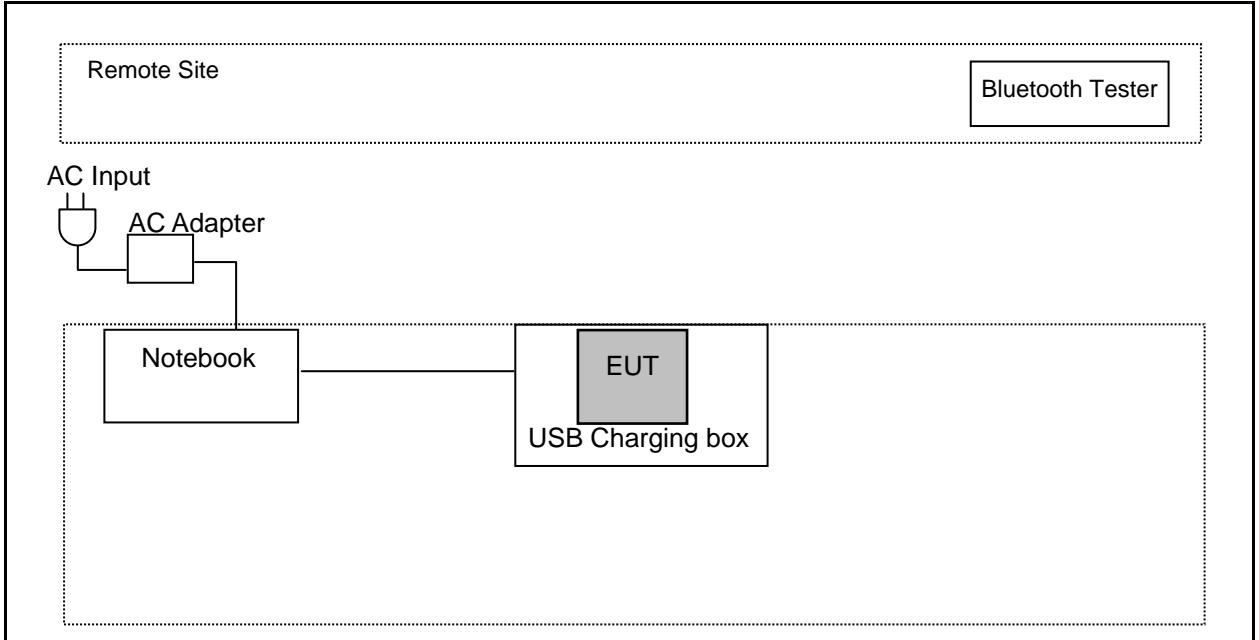 Remote Site
Bluetooth Tester
AC Input
AC Adapter
Notebook
EUT
USB Charging box